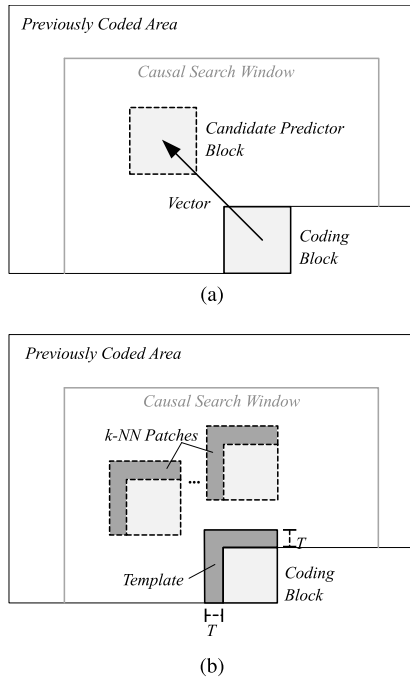 Previously Coded Area
Causal Search Window
Candidate Predictor
Block
Vector
Coding
Block
(a)
Previously Coded Area
Causal Search Window
k-NN Patches
...
T
Template
Coding
Block
T
(b)